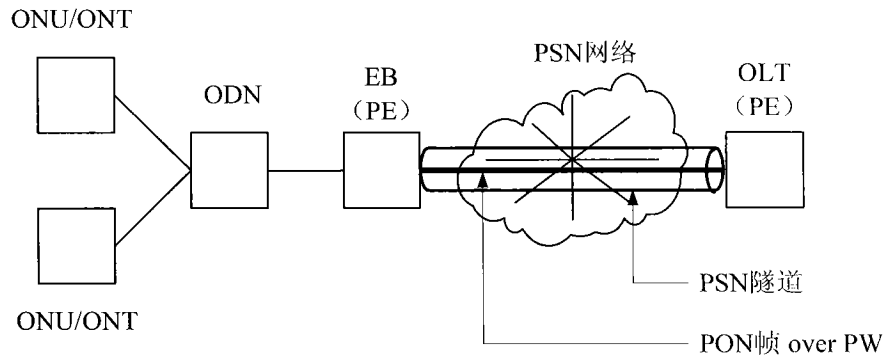 ONU/ONT
ODN
EB
（PE）
PSN网络
OLT
（PE）
ONU/ONT
PSN隧道
PON帧 over PW